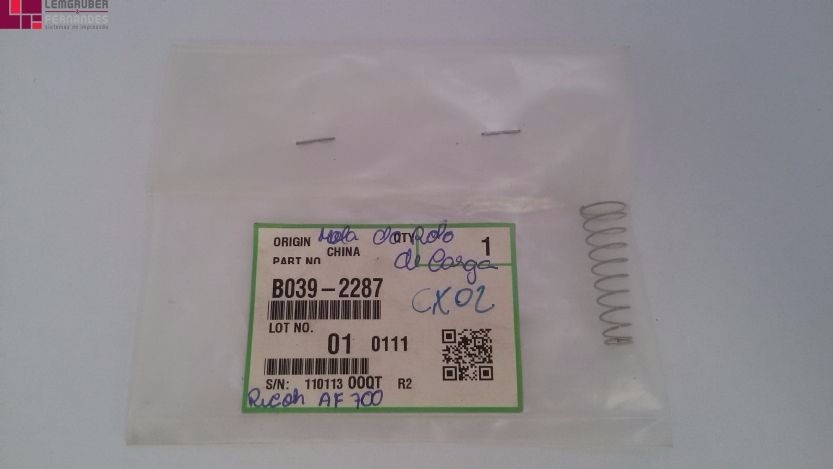 LEMGRUBER
& FERNANDES
sistemas de impressão
Mola do Rolo
ORIGIN QTY 1
CHINA
de Carga
PART NO.
B039-2287
CX02
LOT NO.
01 0111
S/N: 110113 00QT R2
Ricoh AF 700